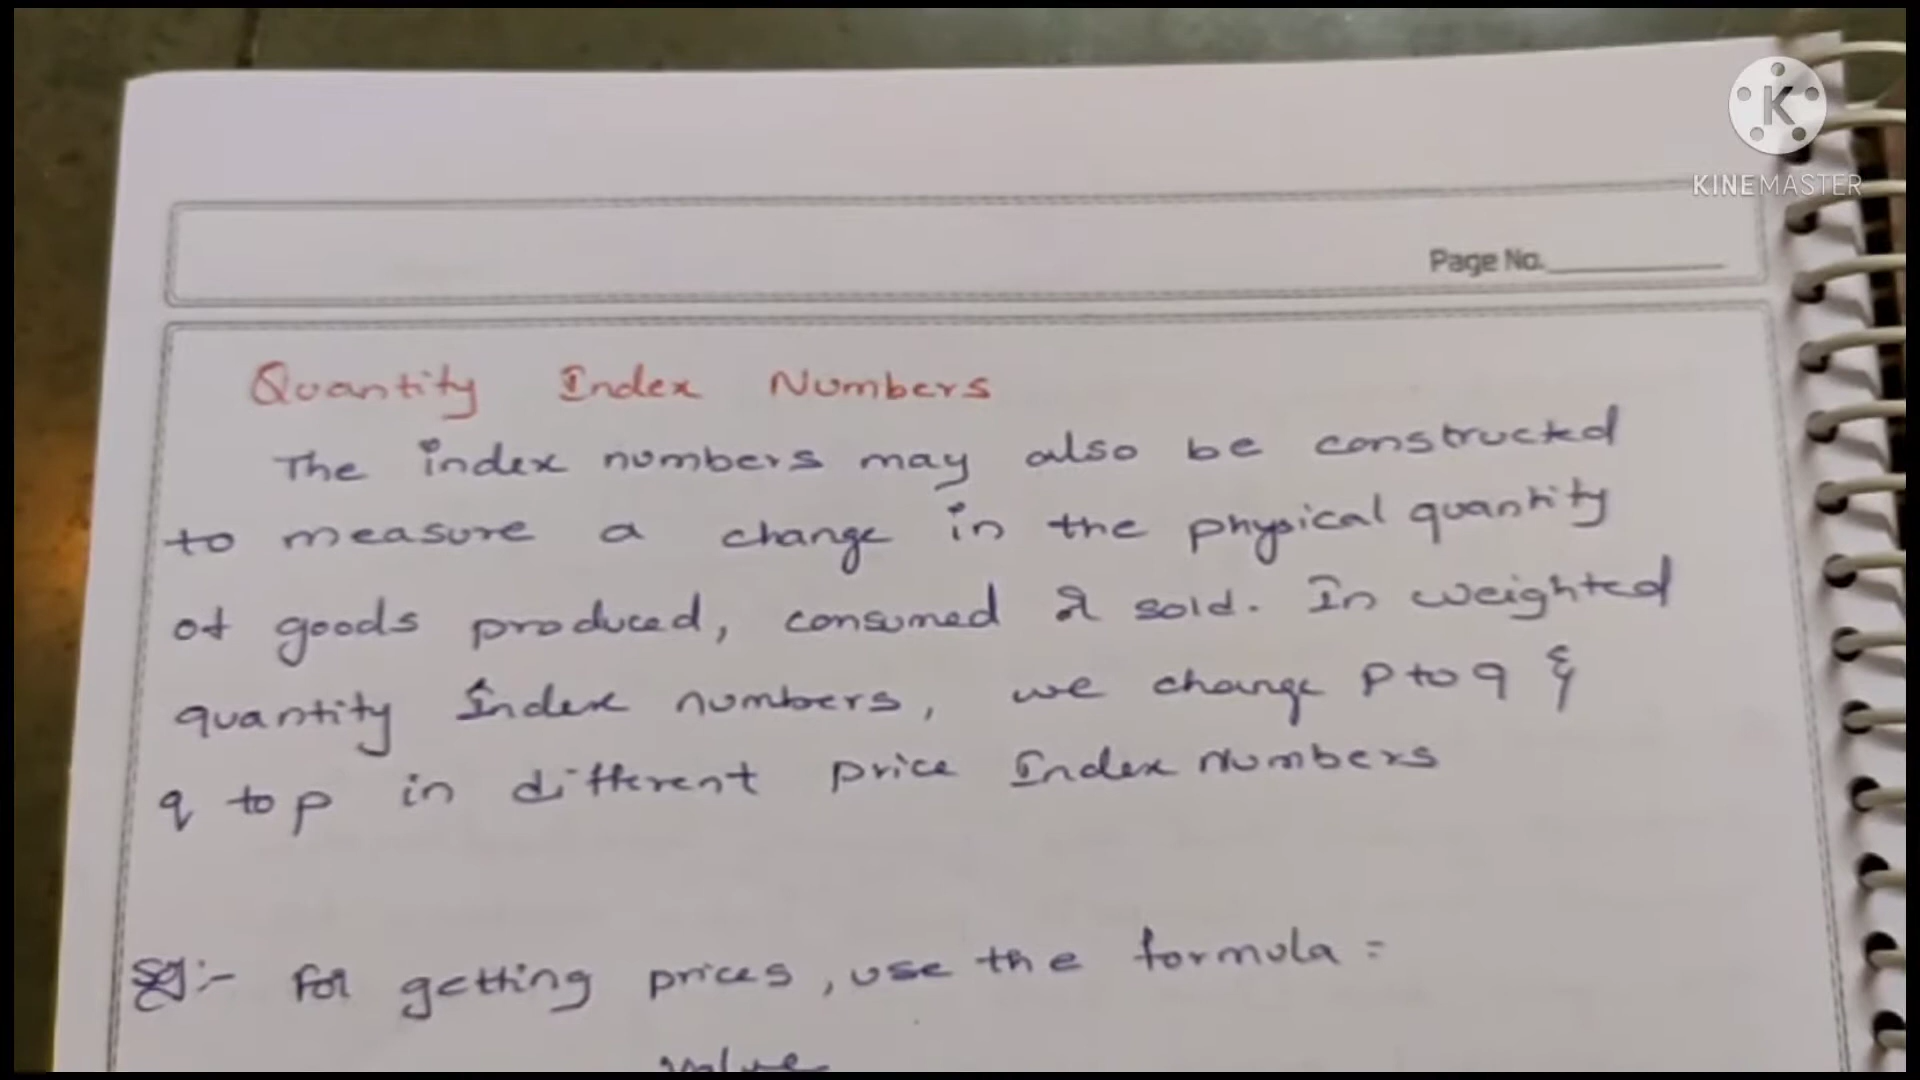 K
KINEMASTER
Page No.
Quantity Index Numbers
The index numbers may also be constructed
to measure a change in the physical quantity
of goods produced, consumed & sold. In weighted
quantity Index numbers, we change P to q &
q to p in different price Index Numbers
for getting prices, use the formula =
value